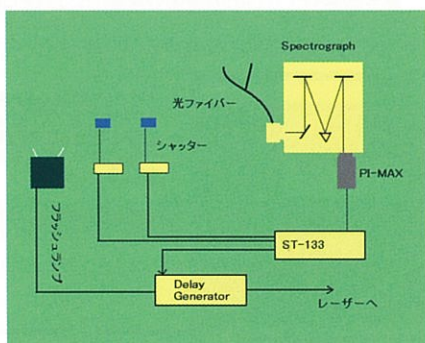 Spectrograph
光ファイバー
シャッター
PI-MAX
フラッシュランプ
ST-133
Delay
Generator
レーザーへ